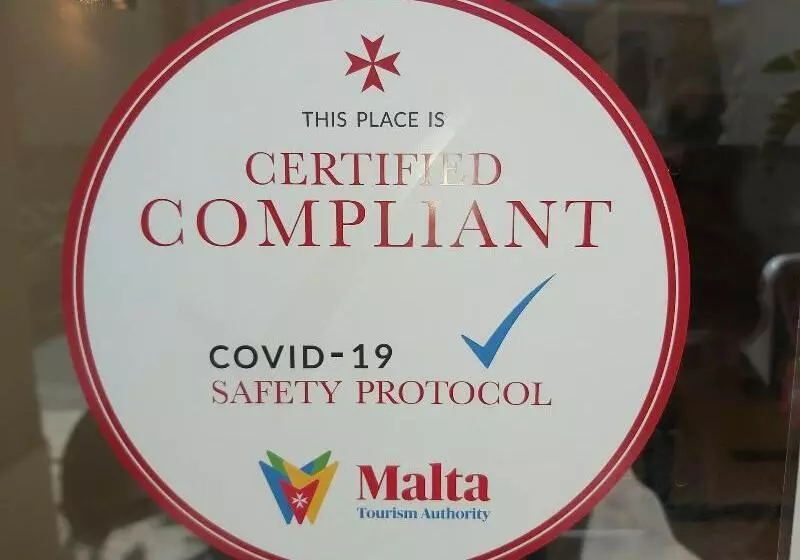 THIS PLACE IS
CERTIFIED
COMPLIANT
COVID-19
SAFETY PROTOCOL
Malta
Tourism Authority